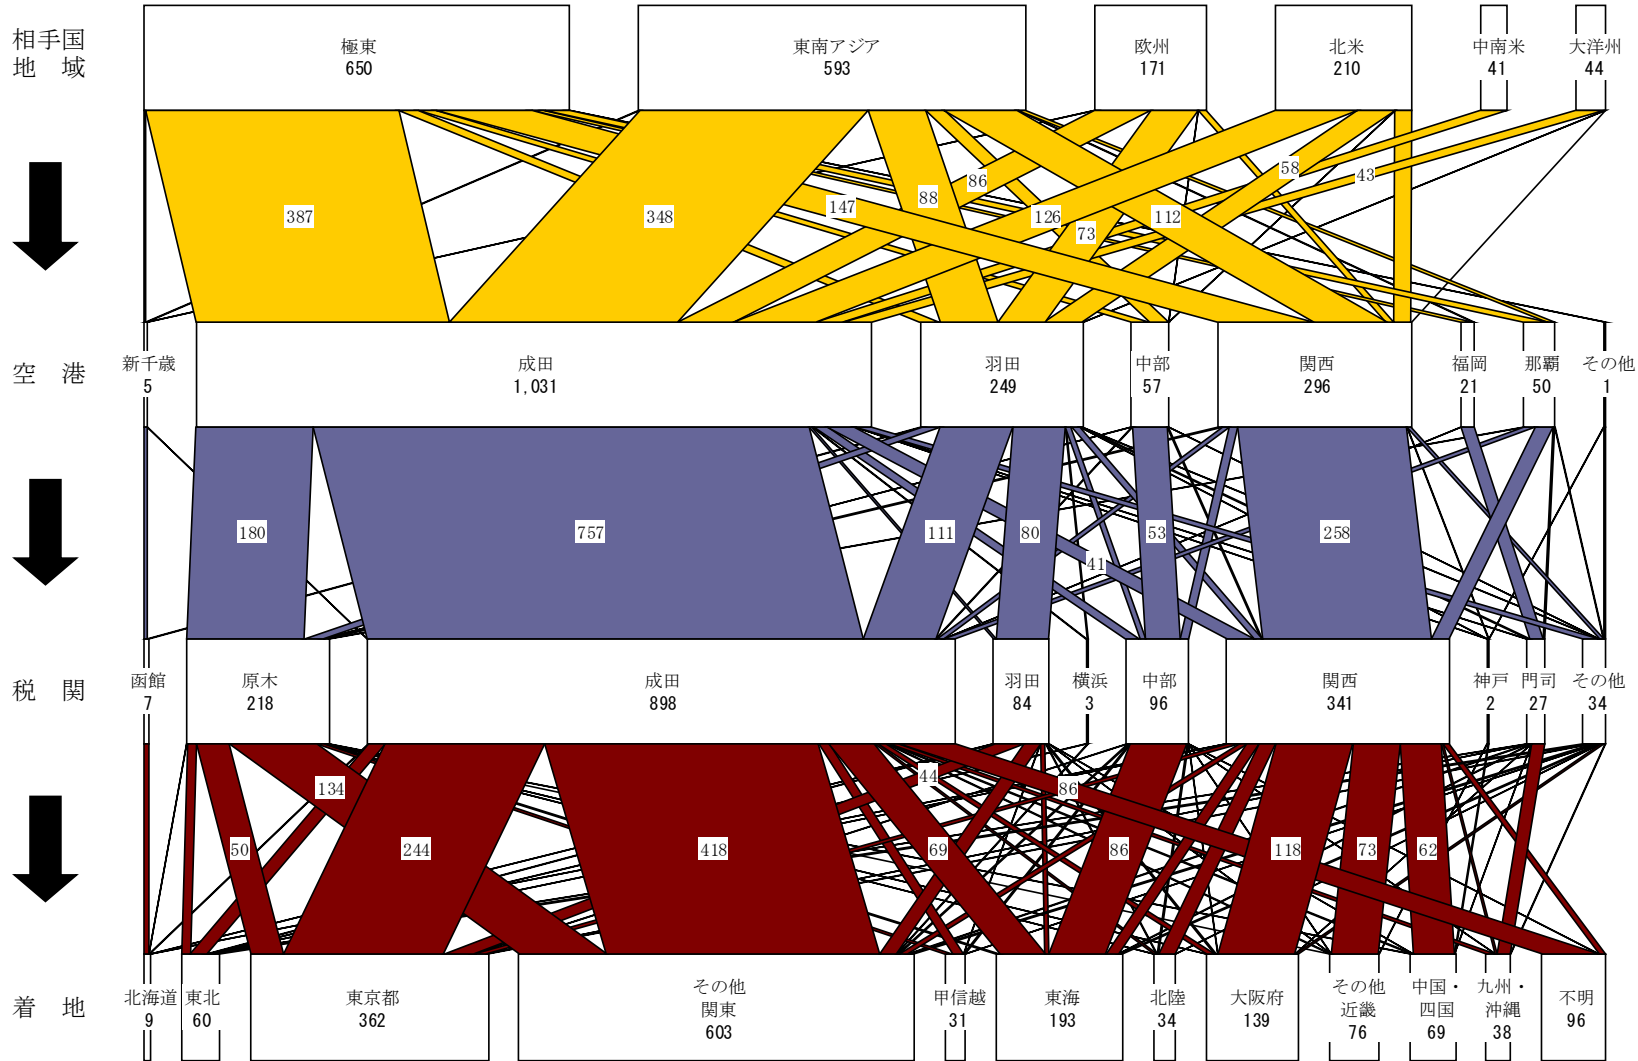 相手国
地　域
極東
650
東南アジア
593
欧州
171
北米
210
中南米
41
大洋州
44
387
348
147
88
86
126
73
112
58
43
空　港
新千歳
5
成田
1,031
羽田
249
中部
57
関西
296
福岡
21
那覇
50
その他
1
180
757
111
80
41
53
258
税　関
函館
7
原木
218
成田
898
羽田
84
横浜
3
中部
96
関西
341
神戸
2
門司
27
その他
34
134
50
244
418
44
69
86
86
118
73
62
着　地
北海道
9
東北
60
東京都
362
その他
関東
603
甲信越
31
東海
193
北陸
34
大阪府
139
その他
近畿
76
中国・
四国
69
九州・
沖縄
38
不明
96